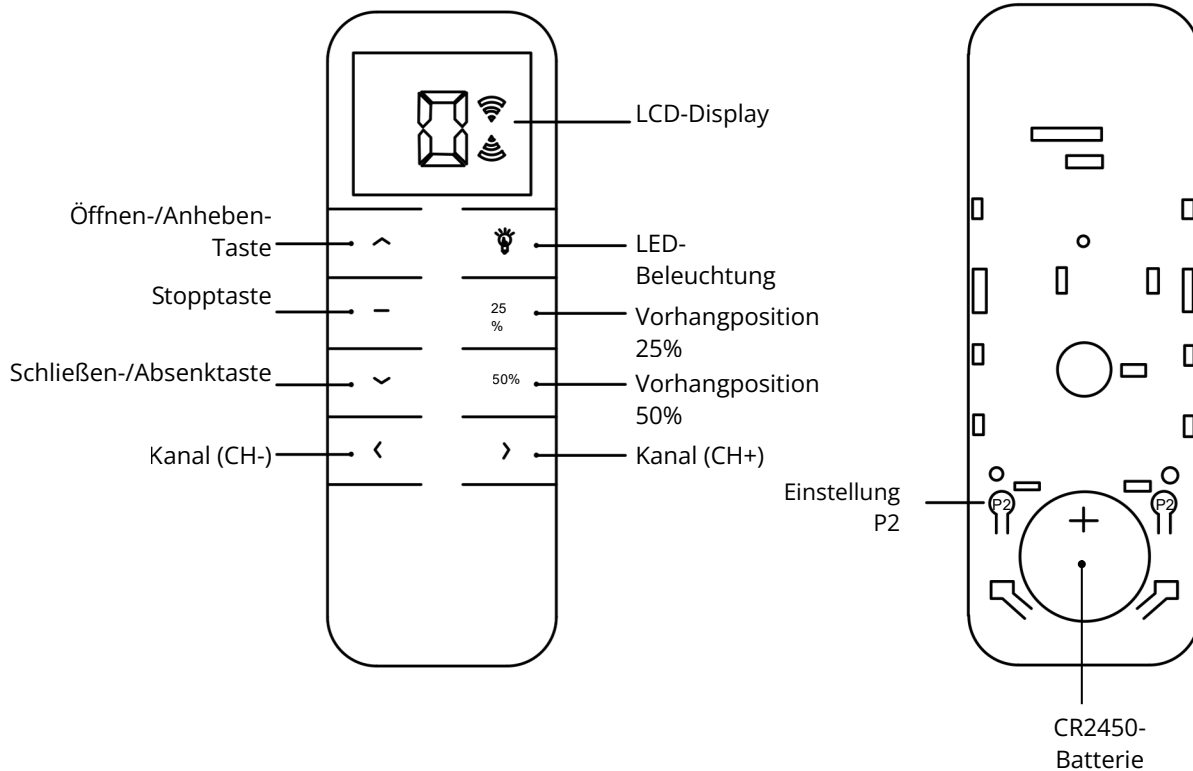 LCD-Display
Öffnen-/Anheben-
Taste
LED-
Beleuchtung
Stopptaste
25
%
Vorhangposition
25%
Schließen-/Absenktaste
50%
Vorhangposition
50%
Kanal (CH-)
Kanal (CH+)
Einstellung
P2
P2
P2
CR2450-
Batterie